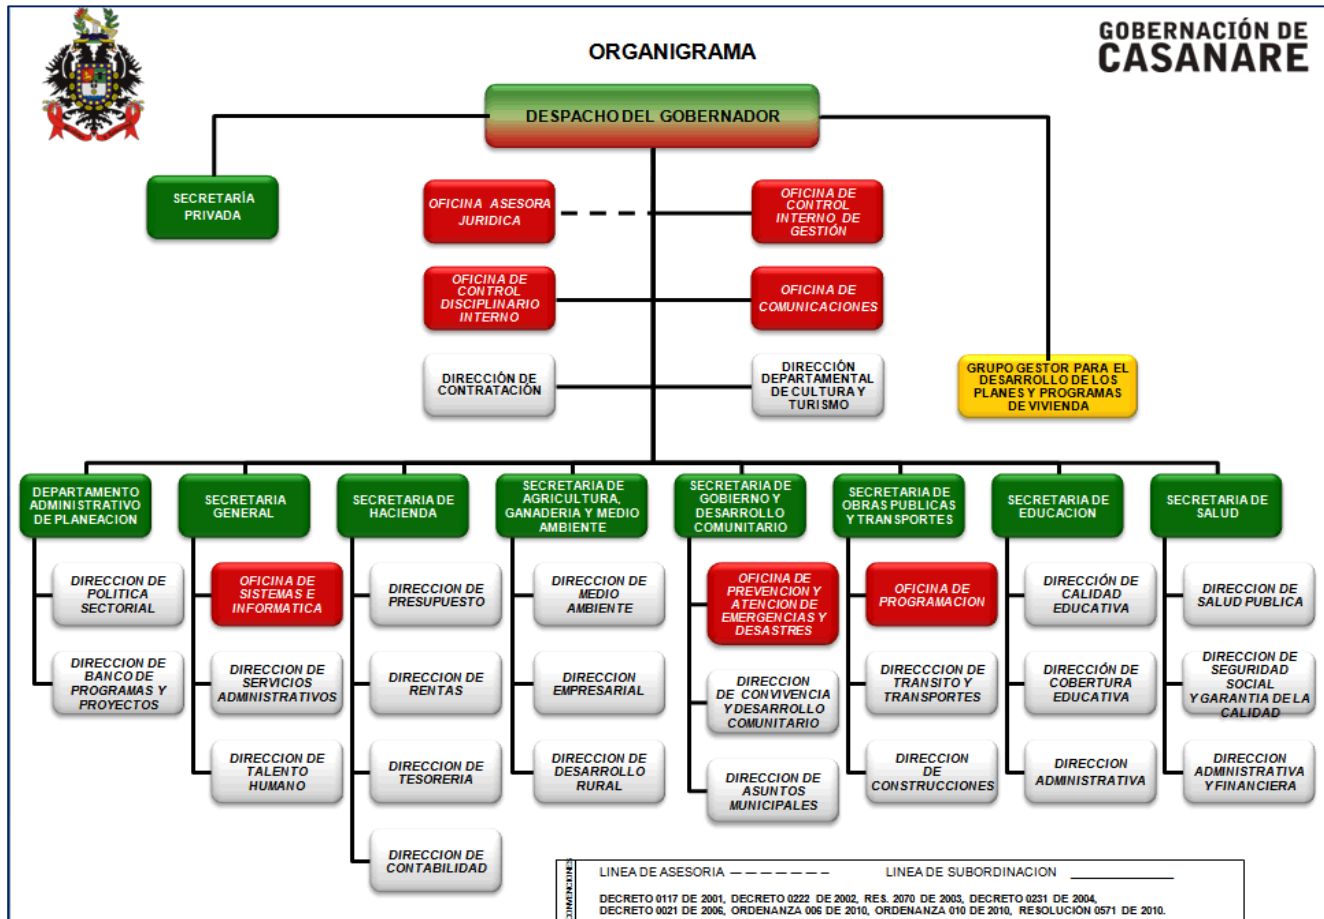 ORGANIGRAMA
GOBERNACIÓN DE
CASANARE
DESPACHO DEL GOBERNADOR
SECRETARÍA
PRIVADA
OFICINA ASESORA
JURIDICA
OFICINA DE
CONTROL
INTERNO DE
GESTIÓN
OFICINA DE
CONTROL
DISCIPLINARIO
INTERNO
OFICINA DE
COMUNICACIONES
DIRECCIÓN DE
CONTRATACIÓN
DIRECCIÓN
DEPARTAMENTAL
DE CULTURA Y
TURISMO
GRUPO GESTOR PARA EL
DESARROLLO DE LOS
PLANES Y PROGRAMAS
DE VIVIENDA
DEPARTAMENTO
ADMINISTRATIVO
DE PLANEACION
SECRETARIA
GENERAL
SECRETARIA DE
HACIENDA
SECRETARIA DE
AGRICULTURA,
GANADERIA Y MEDIO
AMBIENTE
SECRETARIA DE
GOBIERNO Y
DESARROLLO
COMUNITARIO
SECRETARIA DE
OBRAS PUBLICAS
Y TRANSPORTES
SECRETARIA DE
EDUCACION
SECRETARIA DE
SALUD
DIRECCION DE
POLITICA
SECTORIAL
OFICINA DE
SISTEMAS E
INFORMATICA
DIRECCION DE
PRESUPUESTO
DIRECCION DE
MEDIO
AMBIENTE
OFICINA DE
PREVENCION Y
ATENCION DE
EMERGENCIAS Y
DESASTRES
OFICINA DE
PROGRAMACION
DIRECCIÓN DE
CALIDAD
EDUCATIVA
DIRECCION DE
SALUD PUBLICA
DIRECCION DE
BANCO DE
PROGRAMAS Y
PROYECTOS
DIRECCION DE
SERVICIOS
ADMINISTRATIVOS
DIRECCION DE
RENTAS
DIRECCION
EMPRESARIAL
DIRECCION
DE CONVIVENCIA
Y DESARROLLO
COMUNITARIO
DIRECCCION DE
TRANSITO Y
TRANSPORTES
DIRECCIÓN DE
COBERTURA
EDUCATIVA
DIRECCION DE
SEGURIDAD
SOCIAL
Y GARANTIA DE LA
CALIDAD
DIRECCION DE
TALENTO
HUMANO
DIRECCION DE
TESORERIA
DIRECCION DE
DESARROLLO
RURAL
DIRECCION DE
ASUNTOS
MUNICIPALES
DIRECCION
DE
CONSTRUCCIONES
DIRECCION
ADMINISTRATIVA
DIRECCION
ADMINISTRATIVA
Y FINANCIERA
DIRECCION DE
CONTABILIDAD
CONVENCIONES
LINEA DE ASESORIA
LINEA DE SUBORDINACION
DECRETO 0117 DE 2001, DECRETO 0222 DE 2002, RES. 2070 DE 2003, DECRETO 0231 DE 2004,
DECRETO 0021 DE 2006, ORDENANZA 006 DE 2010, ORDENANZA 010 DE 2010, RESOLUCIÓN 0571 DE 2010.